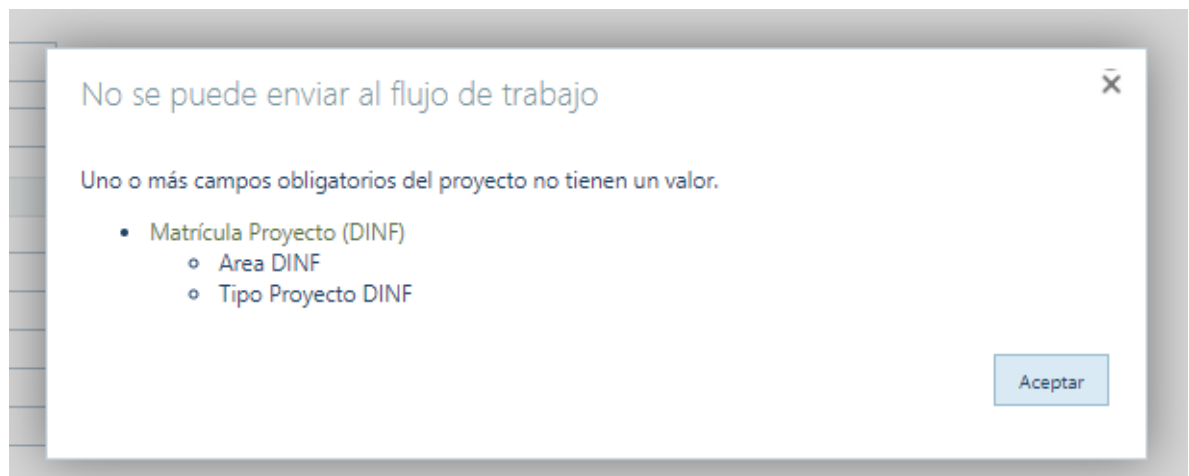 No se puede enviar al flujo de trabajo
Uno o más campos obligatorios del proyecto no tienen un valor.
Matrícula Proyecto (DINF)
Area DINF
Tipo Proyecto DINF
Aceptar